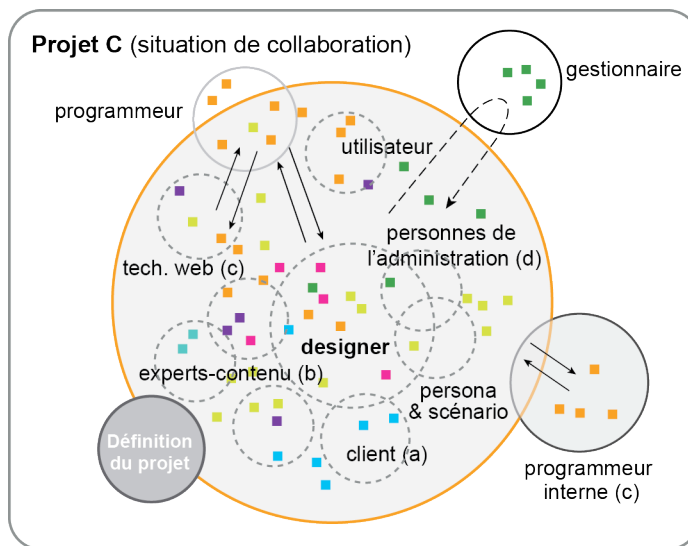 Projet C (situation de collaboration)
gestionnaire
programmeur
utilisateur
personnes de
l'administration (d)
tech. web (c)
designer
experts-contenu (b)
persona
& scénario
Définition
du projet
client (a)
programmeur
interne (c)